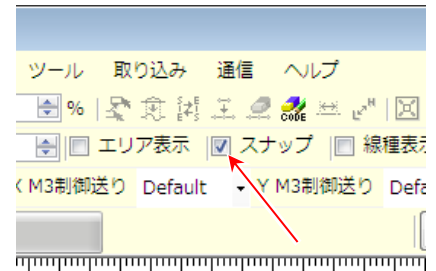 ツール 取り込み 通信 ヘルプ
% CODE H
エリア表示 スナップ 線種表示
X M3制御送り Default Y M3制御送り Defa